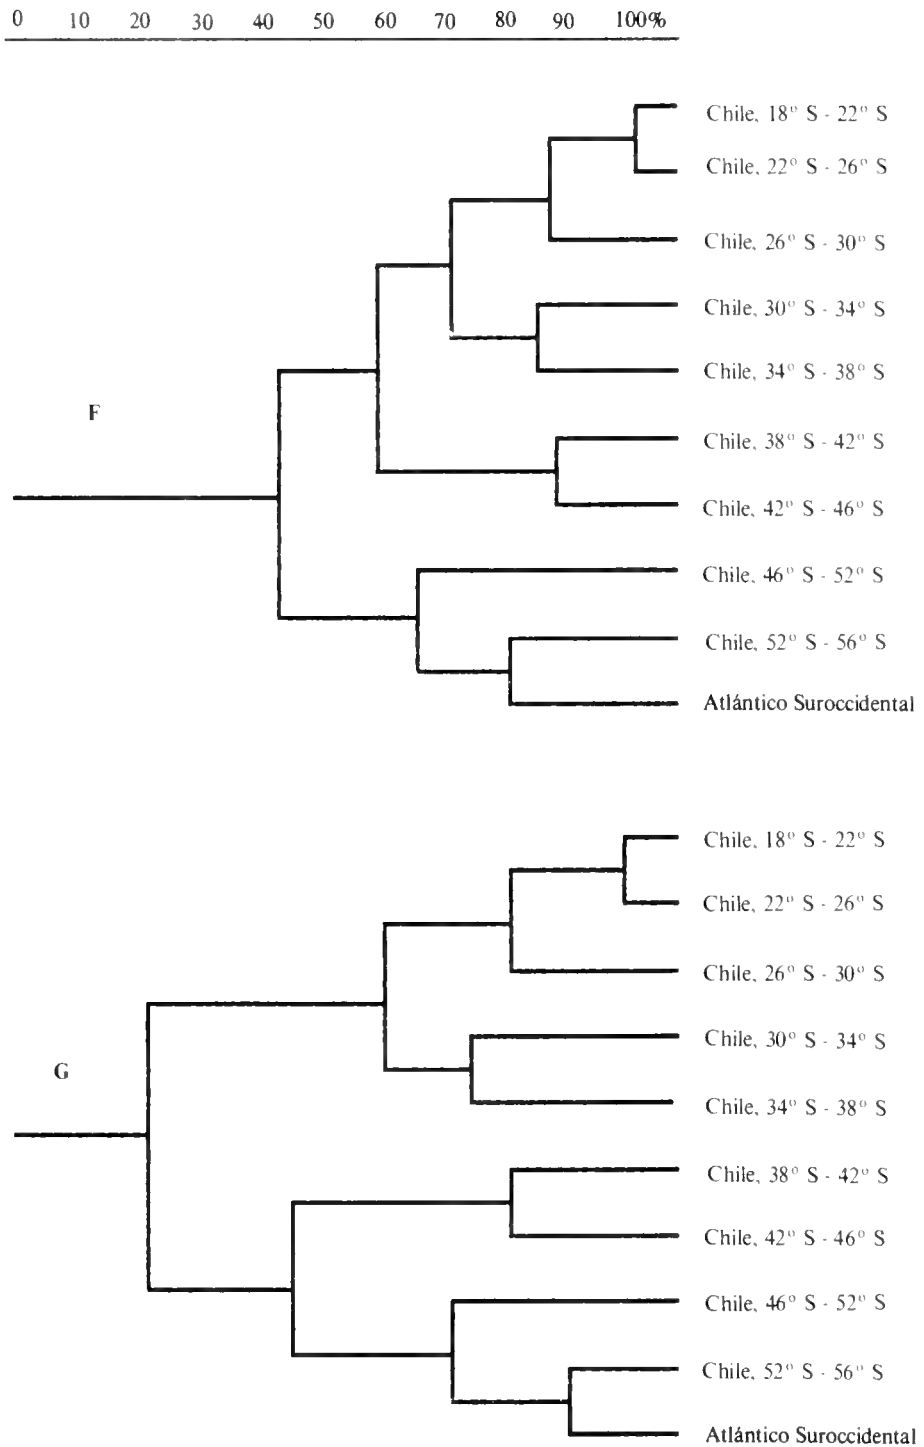 0 10 20 30 40 50 60 70 80 90 100%
Chile, 18° S - 22° S
Chile, 22° S - 26° S
Chile, 26° S - 30° S
Chile, 30° S - 34° S
Chile, 34° S - 38° S
F
Chile, 38° S - 42° S
Chile, 42° S - 46° S
Chile, 46° S - 52° S
Chile, 52° S - 56° S
Atlántico Suroccidental
Chile, 18° S - 22° S
Chile, 22° S - 26° S
Chile, 26° S - 30° S
Chile, 30° S - 34° S
G
Chile, 34° S - 38° S
Chile, 38° S - 42° S
Chile, 42° S - 46° S
Chile, 46° S - 52° S
Chile, 52° S - 56° S
Atlántico Suroccidental